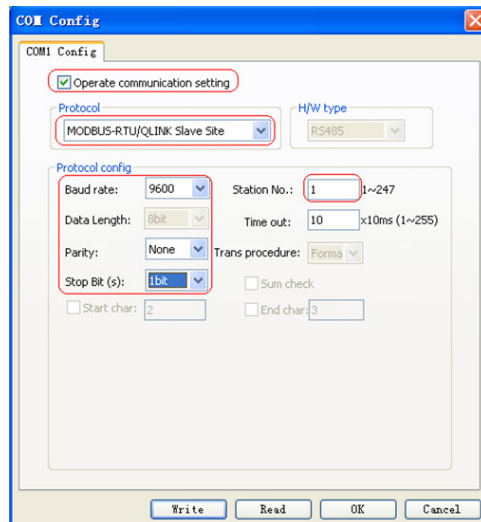 COM Config
COM1 Config
Operate communication setting
Protocol
MODBUS-RTU/QLINK Slave Site
H/W type
RS485
Protocol config
Baud rate: 9600 Station No.: 1 1~247
Data Length: 8bit Time out: 10 x10ms (1~255)
Parity: None Trans procedure: Forma
Stop Bit (s): 1bit Sum check
Start char: 2 End char: 3
Write Read OK Cancel